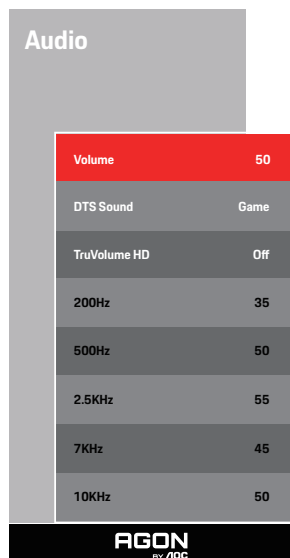 Audio
Volume 50
DTS Sound Game
TruVolume HD Off
200Hz 35
500Hz 50
2.5KHz 55
7KHz 45
10KHz 50
AGON
BY AOC